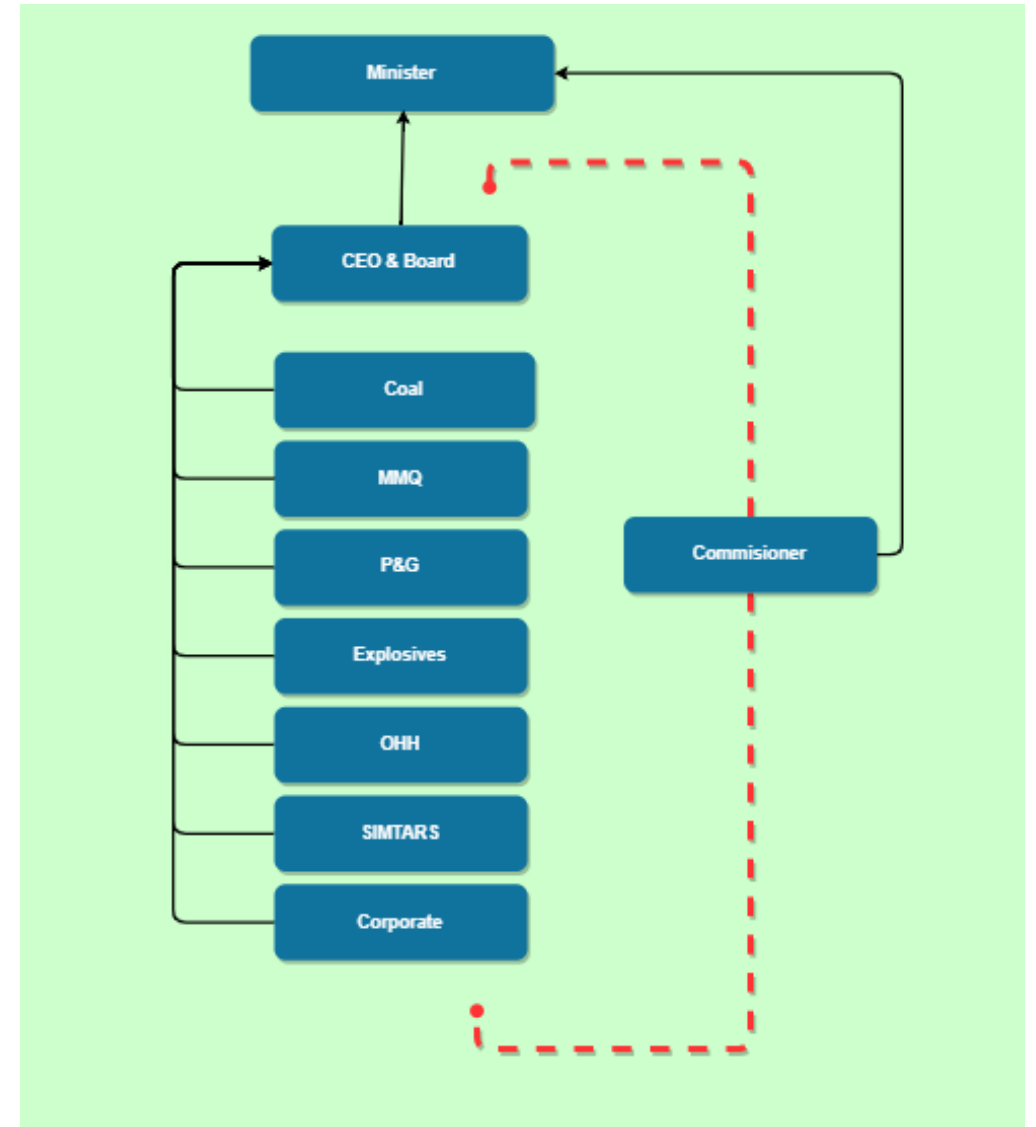 Minister
CEO & Board
Coal
MMQ
P&G
Commisioner
Explosives
OHH
SIMTARS
Corporate